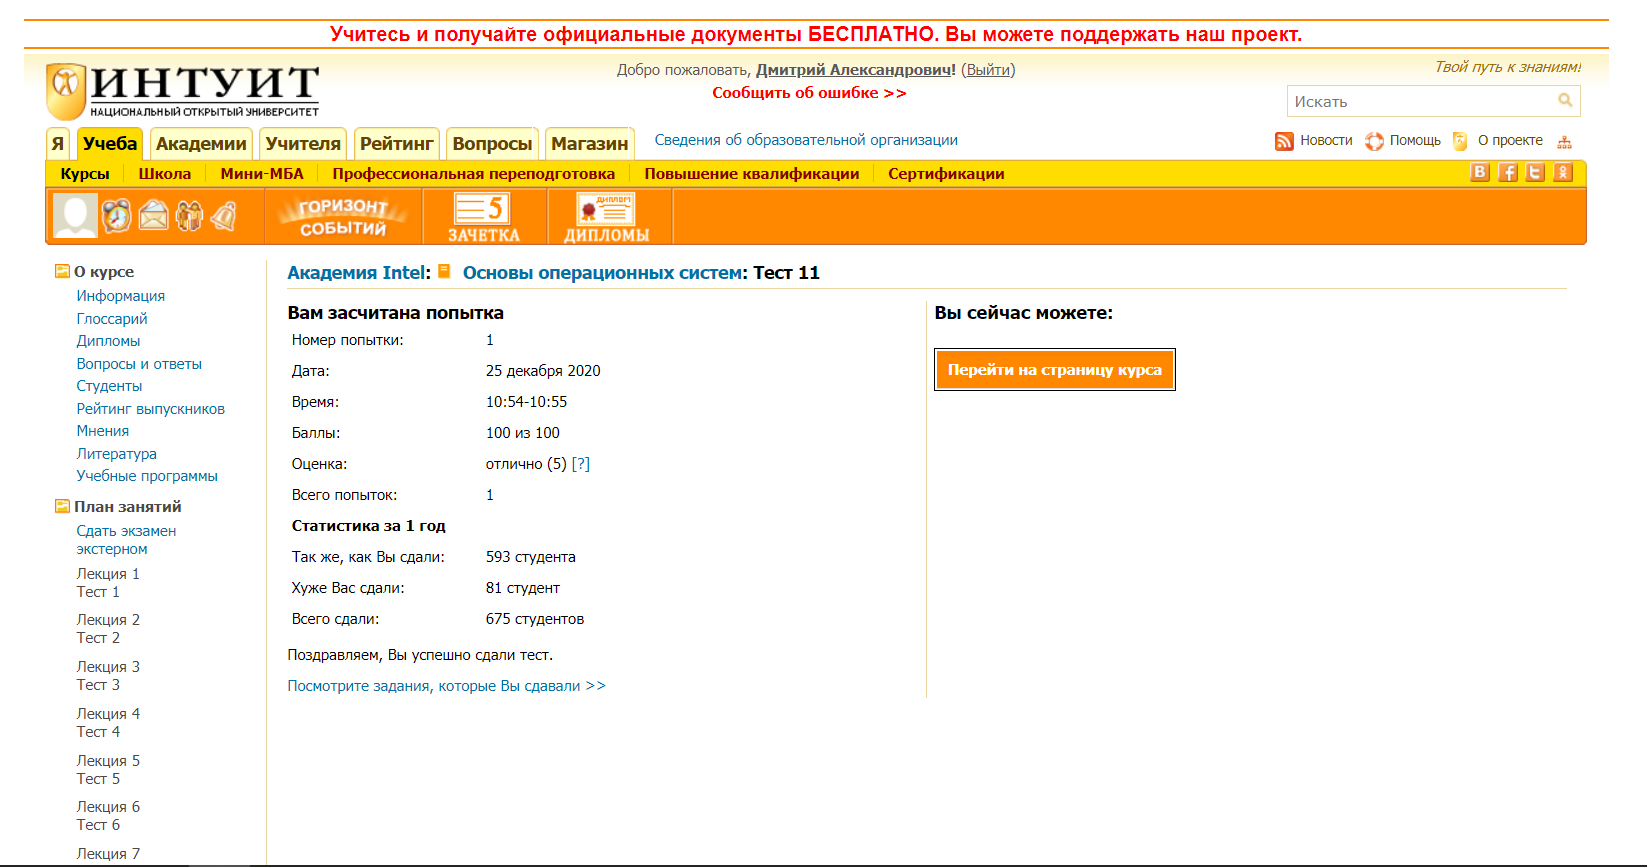 Учитесь и получайте официальные документы БЕСПЛАТНО. Вы можете поддержать наш проект.
ИНТУИТ
НАЦИОНАЛЬНЫЙ ОТКРЫТЫЙ УНИВЕРСИТЕТ
Добро пожаловать, Дмитрий Александрович! (Выйти)
Сообщить об ошибке >>
Твой путь к знаниям!
Искать
Я Учеба Академии Учителя Рейтинг Вопросы Магазин Сведения об образовательной организации Новости Помощь О проекте
Курсы Школа Мини-МБА Профессиональная переподготовка Повышение квалификации Сертификации
ГОРИЗОНТ СОБЫТИЙ
5
ЗАЧЕТКА
ДИПЛОМ
ДИПЛОМЫ
О курсе
Информация
Глоссарий
Дипломы
Вопросы и ответы
Студенты
Рейтинг выпускников
Мнения
Литература
Учебные программы
План занятий
Сдать экзамен
экстерном
Лекция 1
Тест 1
Лекция 2
Тест 2
Лекция 3
Тест 3
Лекция 4
Тест 4
Лекция 5
Тест 5
Лекция 6
Тест 6
Лекция 7
Академия Intel: Основы операционных систем: Тест 11
Вам засчитана попытка
Номер попытки: 1
Дата: 25 декабря 2020
Время: 10:54-10:55
Баллы: 100 из 100
Оценка: отлично (5) [?]
Всего попыток: 1
Статистика за 1 год
Так же, как Вы сдали: 593 студента
Хуже Вас сдали: 81 студент
Всего сдали: 675 студентов
Поздравляем, Вы успешно сдали тест.
Посмотрите задания, которые Вы сдавали >>
Вы сейчас можете:
Перейти на страницу курса